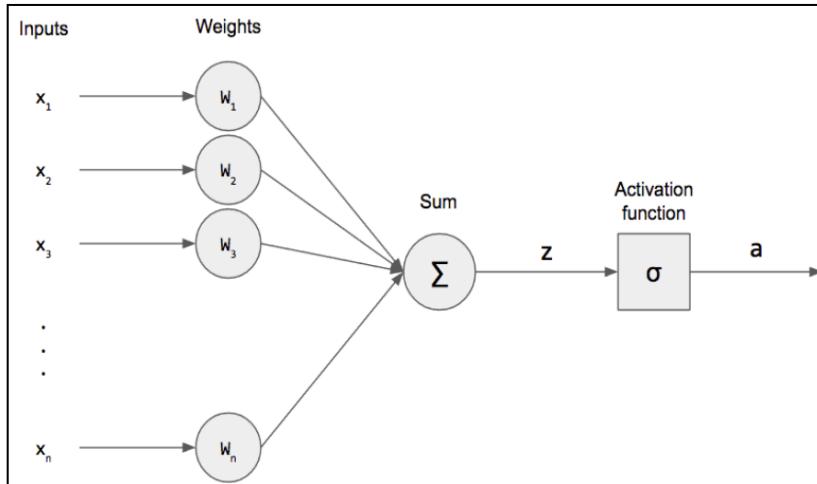 Inputs
Weights
x₁
W₁
x₂
W₂
x₃
W₃
Sum
Σ
z
Activation
function
σ
a
.
.
.
xₙ
Wₙ